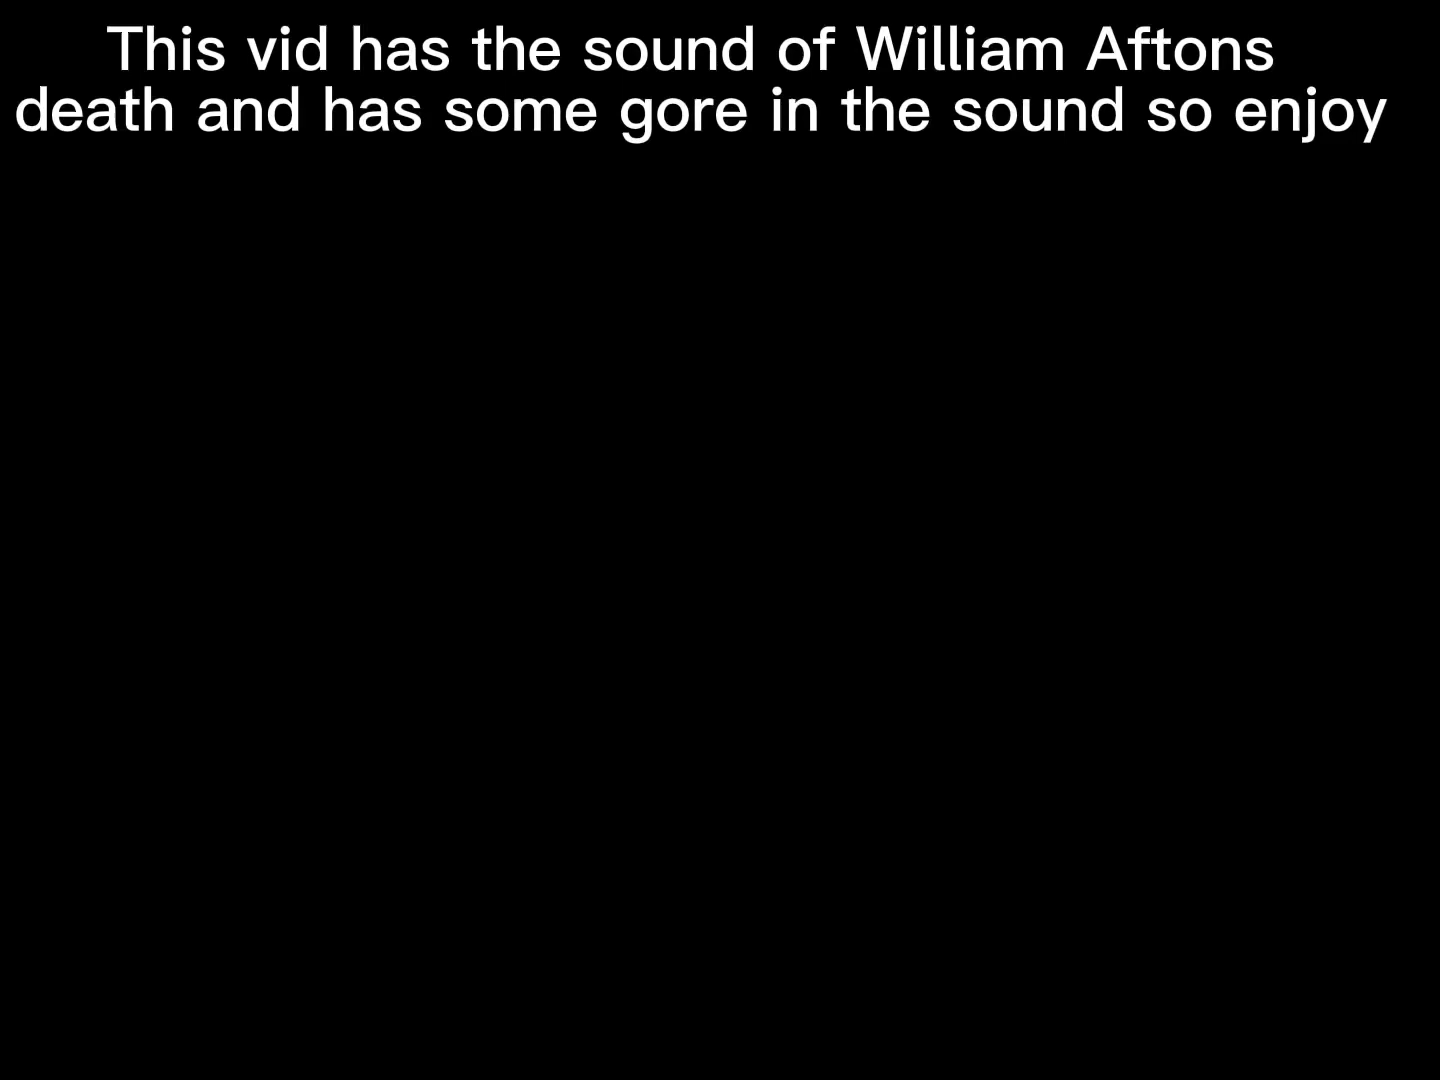 This vid has the sound of William Aftons
death and has some gore in the sound so enjoy